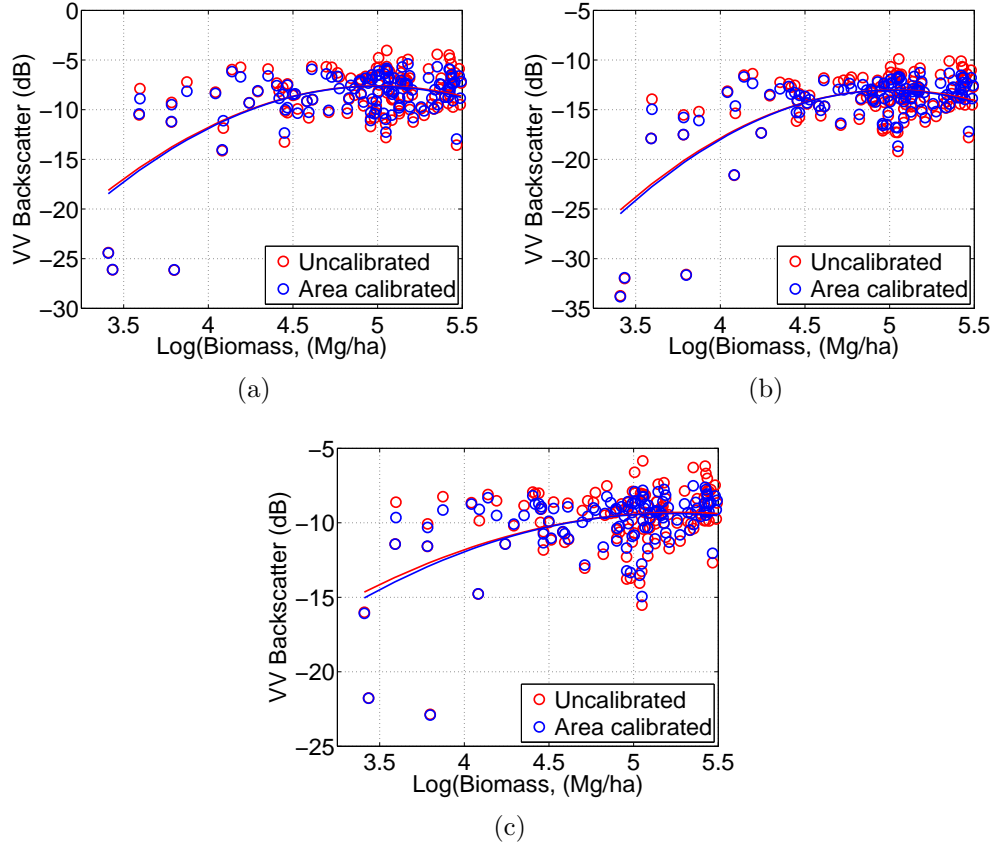 0
−5
−10
−15
−20
−25
−30
VV Backscatter (dB)
3.5 4 4.5 5 5.5
Log(Biomass, (Mg/ha)
Uncalibrated
Area calibrated
(a)
−5
−10
−15
−20
−25
−30
−35
VV Backscatter (dB)
3.5 4 4.5 5 5.5
Log(Biomass, (Mg/ha)
Uncalibrated
Area calibrated
(b)
−5
−10
−15
−20
−25
VV Backscatter (dB)
3.5 4 4.5 5 5.5
Log(Biomass, (Mg/ha)
Uncalibrated
Area calibrated
(c)